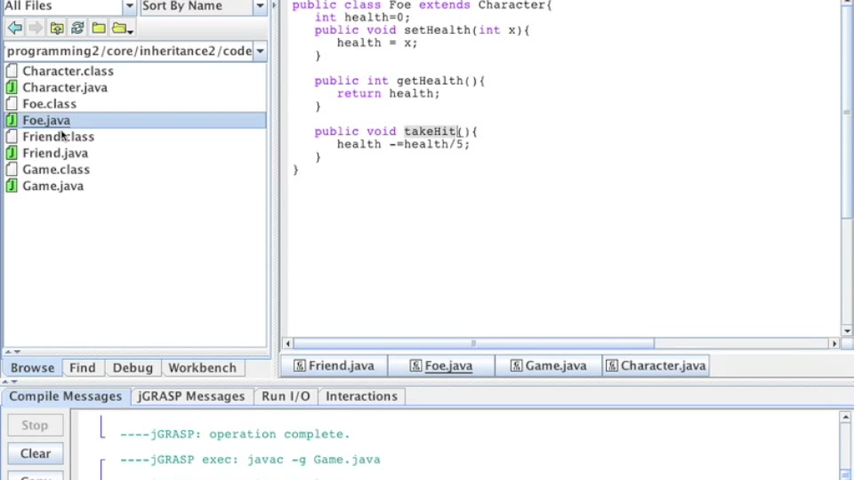 All Files
Sort By Name
programming2/core/inheritance2/code
Character.class
Character.java
Foe.class
Foe.java
Friend.class
Friend.java
Game.class
Game.java
Browse
Find
Debug
Workbench
public class Foe extends Character{
int health=0;
public void setHealth(int x){
health = x;
}
public int getHealth(){
return health;
}
public void takeHit(){
health -=health/5;
}
}
Friend.java
Foe.java
Game.java
Character.java
Compile Messages
jGRASP Messages
Run I/O
Interactions
Stop
Clear
----jGRASP: operation complete.
----jGRASP exec: javac -g Game.java